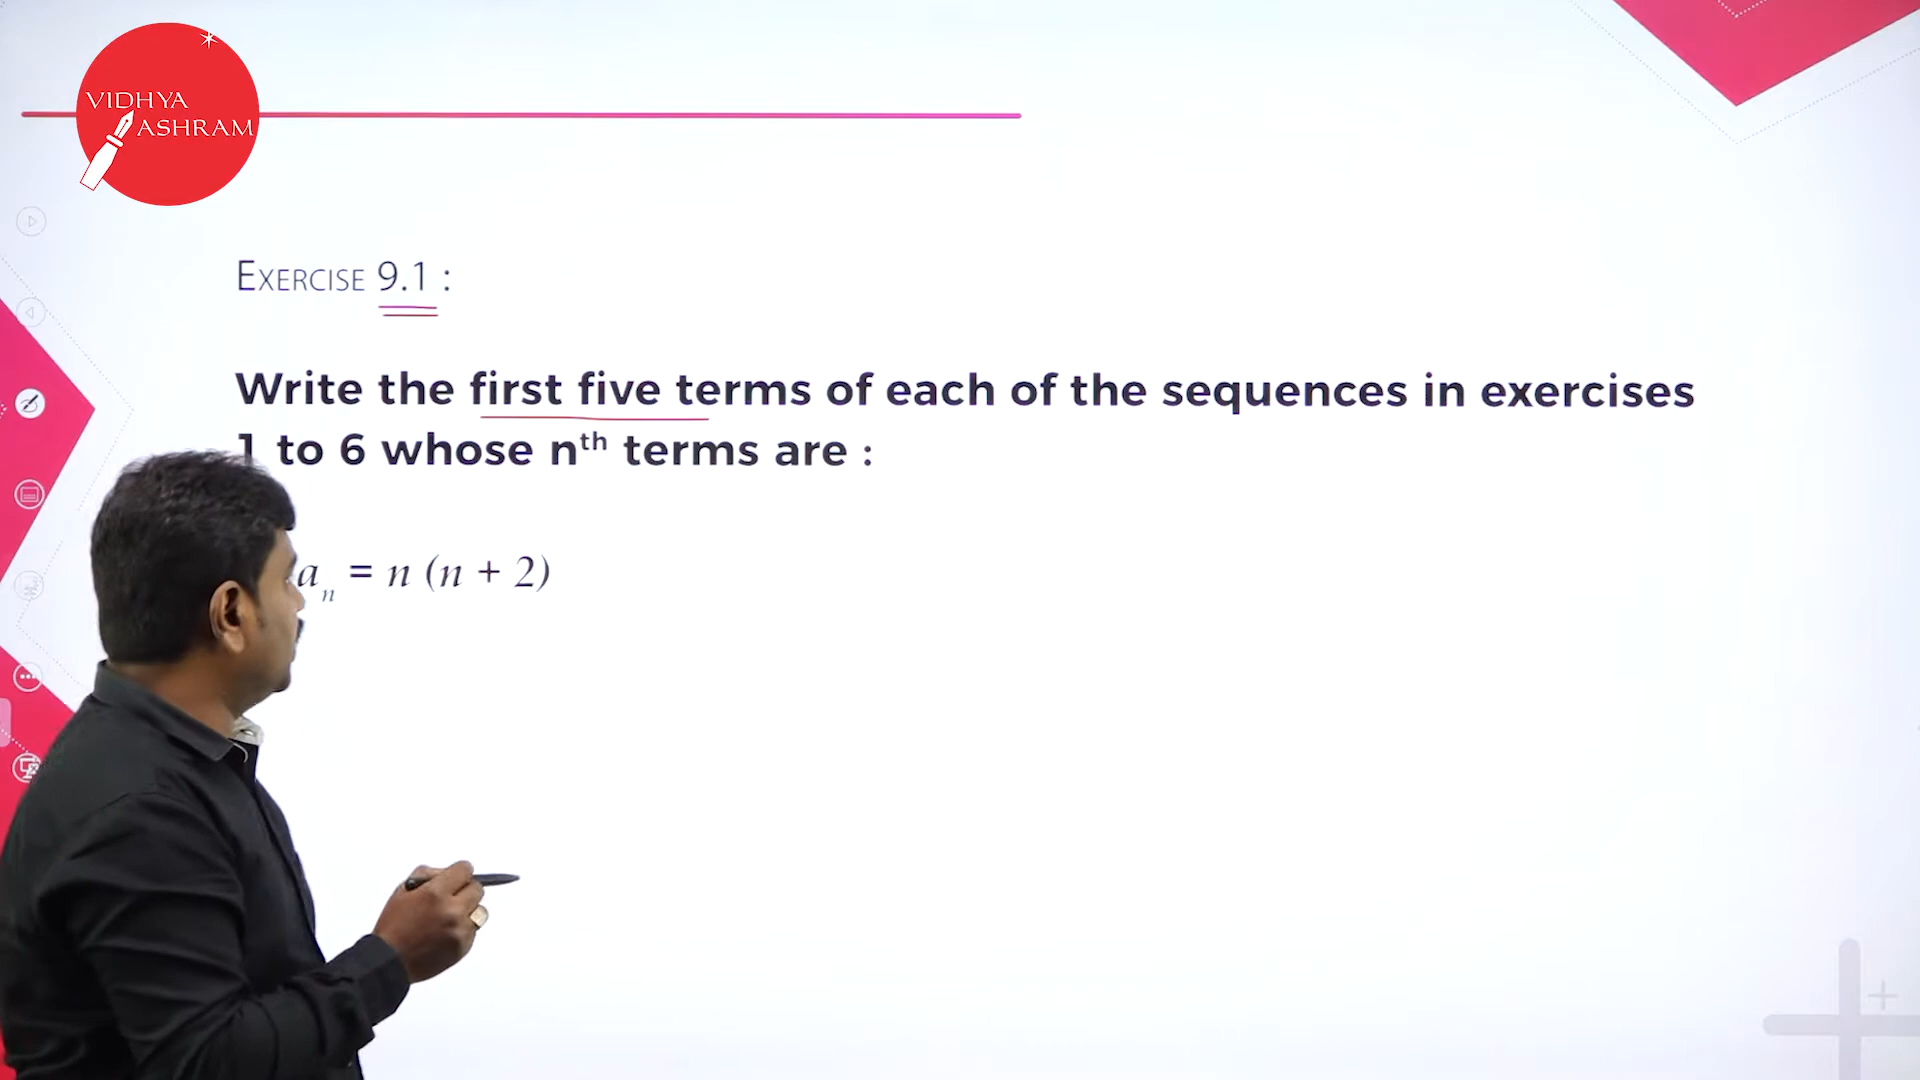 VIDHYA
ASHRAM
EXERCISE 9.1 :
Write the first five terms of each of the sequences in exercises
1 to 6 whose nth terms are :
aₙ = n (n + 2)